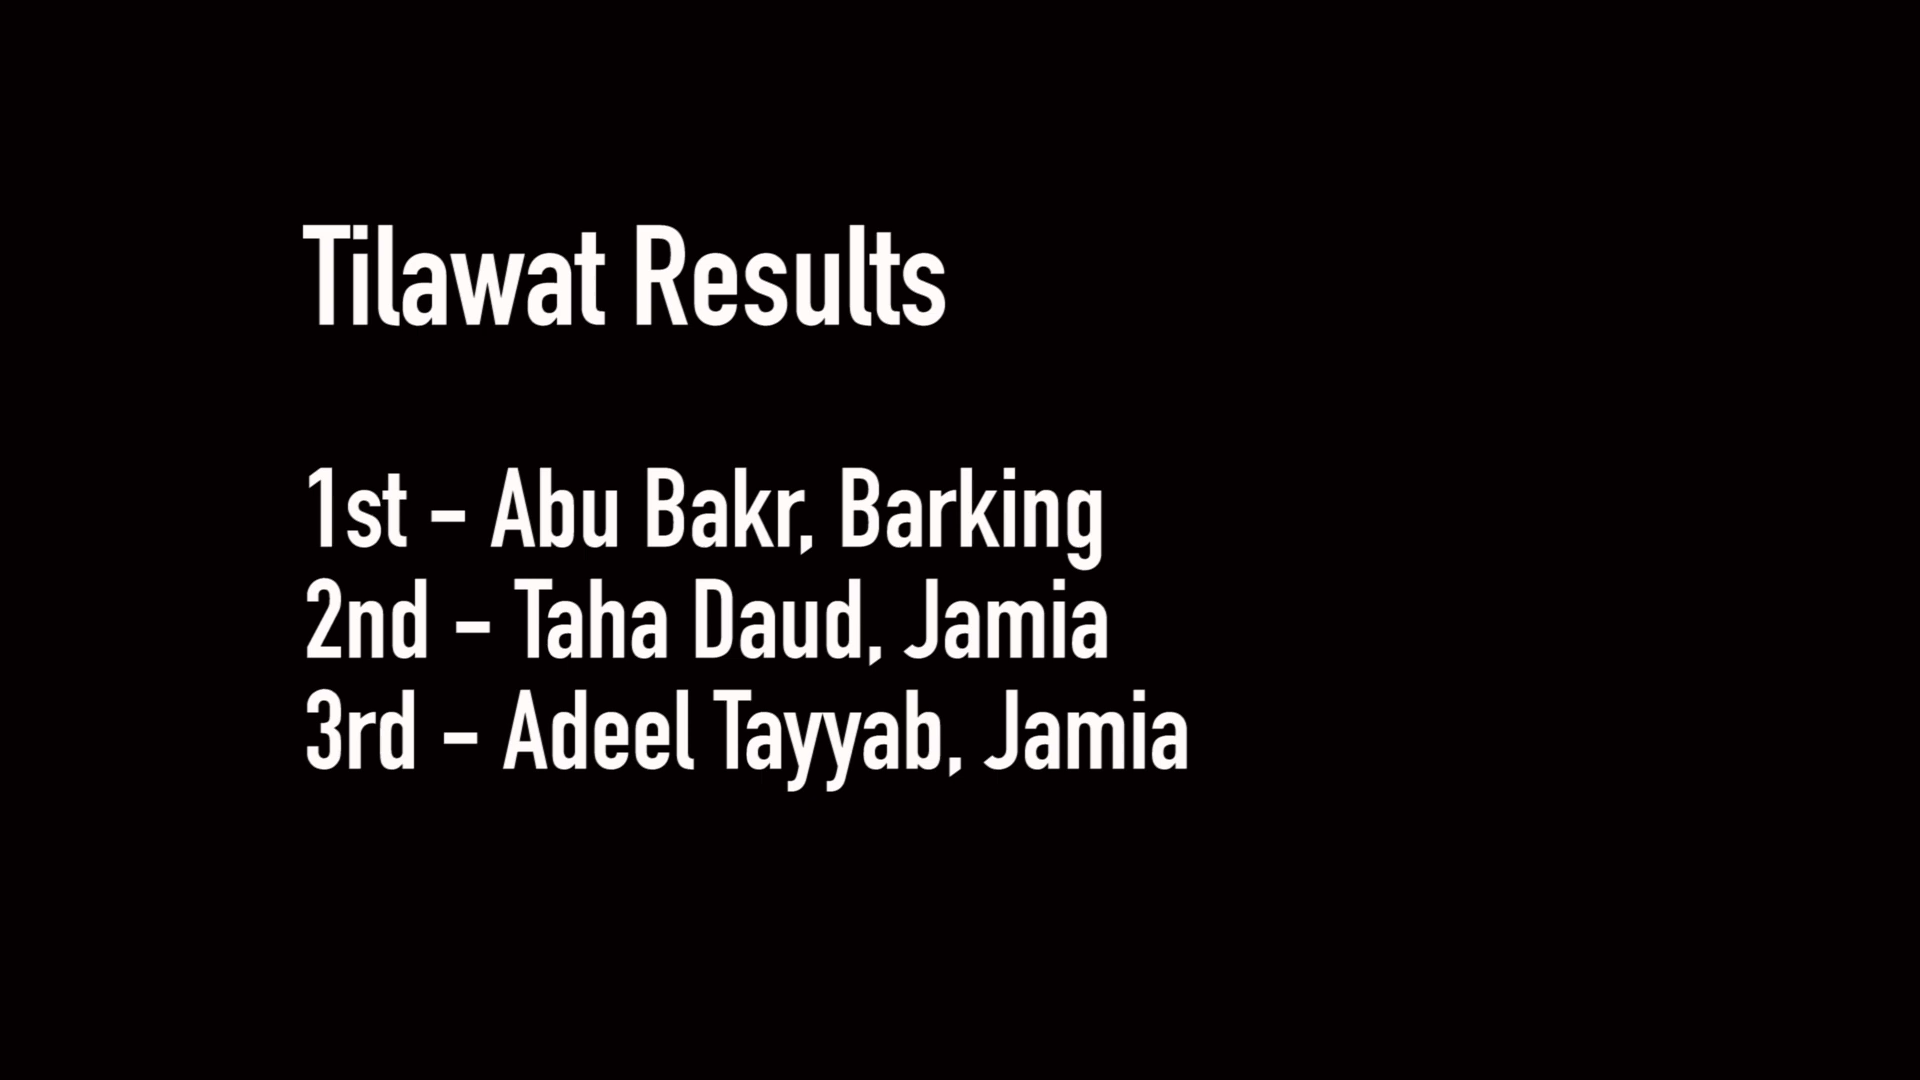 Tilawat Results
1st – Abu Bakr, Barking
2nd – Taha Daud, Jamia
3rd – Adeel Tayyab, Jamia